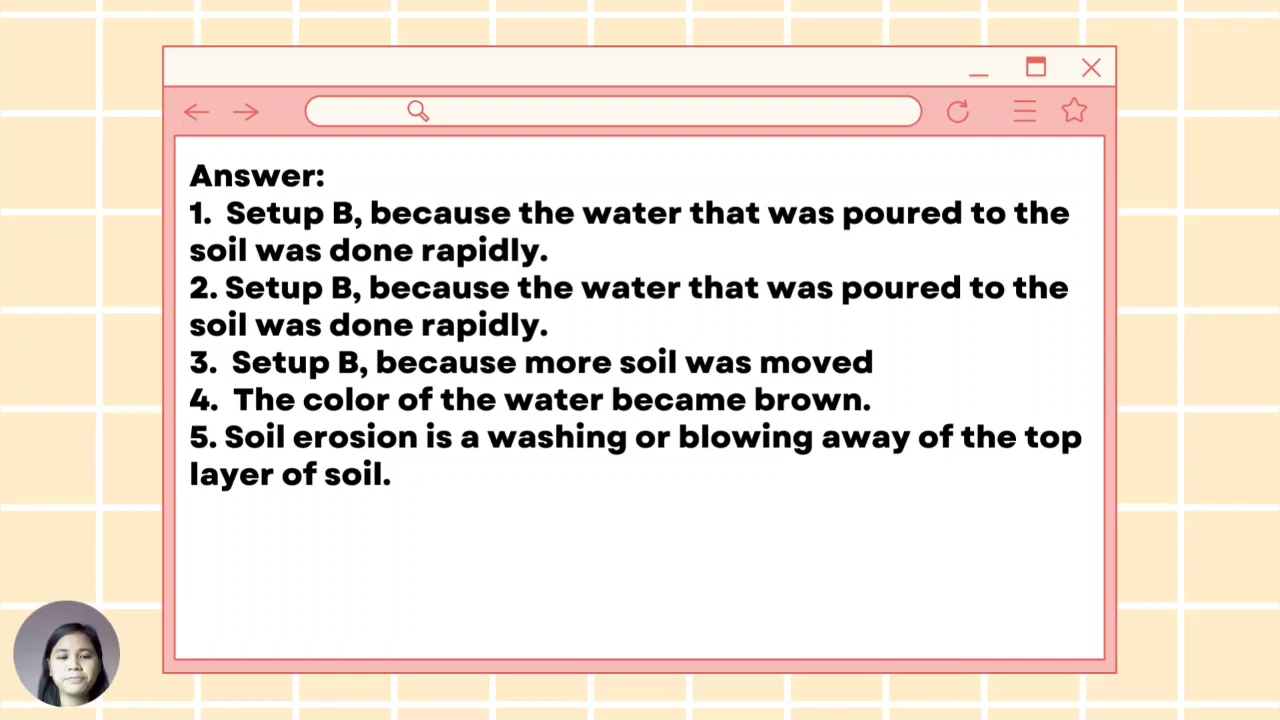 Answer:
1.  Setup B, because the water that was poured to the
soil was done rapidly.
2. Setup B, because the water that was poured to the
soil was done rapidly.
3.  Setup B, because more soil was moved
4.  The color of the water became brown.
5. Soil erosion is a washing or blowing away of the top
layer of soil.